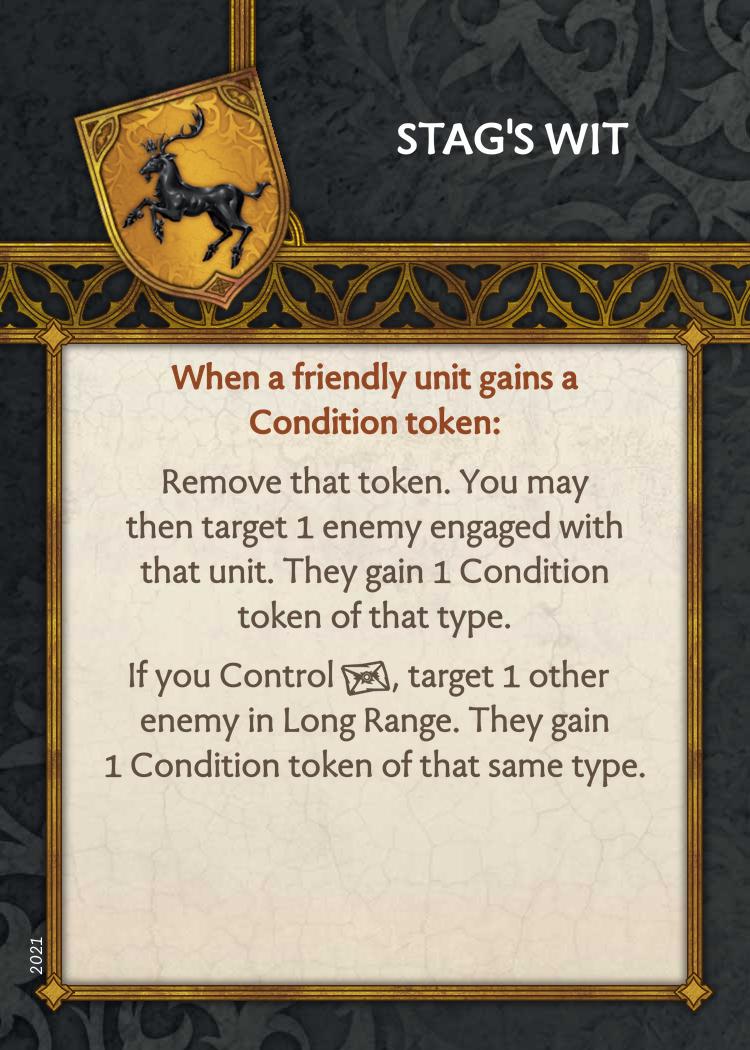 STAG'S WIT
When a friendly unit gains a
Condition token:
Remove that token. You may
then target 1 enemy engaged with
that unit. They gain 1 Condition
token of that type.
If you Control , target 1 other
enemy in Long Range. They gain
1 Condition token of that same type.
2021